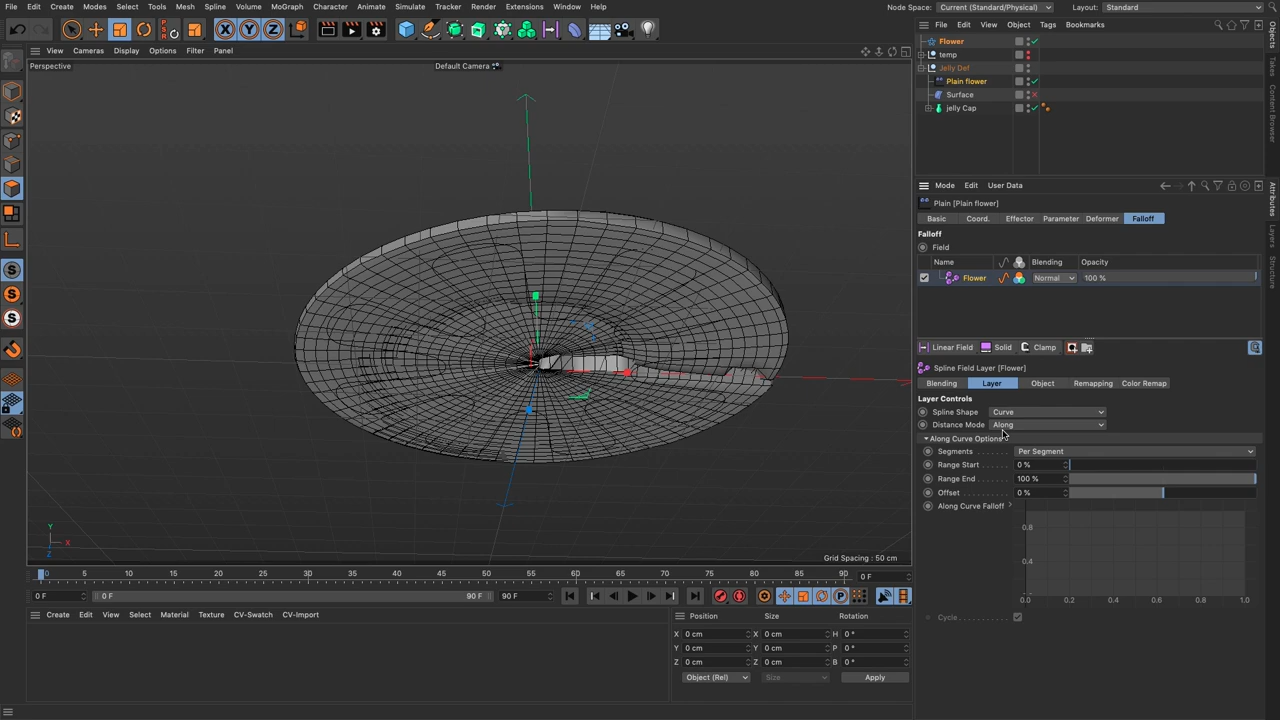 File Edit Create Modes Select Tools Mesh Spline Volume MoGraph Character Animate Simulate Tracker Render Extensions Window Help Node Space: Current (Standard/Physical) Layout: Standard
X Y Z
File Edit View Object Tags Bookmarks
Flower
temp
Jelly Def
Plain flower
Surface
jelly Cap
Objects
Takes
Content Browser
View Cameras Display Options Filter Panel
Perspective
Default Camera
Grid Spacing : 50 cm
Y
X
Z
Mode Edit User Data
Plain [Plain flower]
Basic Coord. Effector Parameter Deformer Falloff
Falloff
Field
Name Blending Opacity
Flower Normal 100 %
Linear Field Solid Clamp
Spline Field Layer [Flower]
Blending Layer Object Remapping Color Remap
Layer Controls
Spline Shape Curve
Distance Mode Along
Along Curve Options
Segments . . . . . . Per Segment
Range Start . . . . 0 %
Range End . . . . . 100 %
Offset . . . . . . . . 0 %
Along Curve Falloff
0.8
0.4
0.0 0.2 0.4 0.6 0.8 1.0
Cycle
Attributes
Layers
Structure
0 5 10 15 20 25 30 35 40 45 50 55 60 65 70 75 80 85 90 0 F
0 F 0 F 90 F 90 F
P
Create Edit View Select Material Texture CV-Swatch CV-Import
Position Size Rotation
X 0 cm X 0 cm H 0 °
Y 0 cm Y 0 cm P 0 °
Z 0 cm Z 0 cm B 0 °
Object (Rel) Size Apply